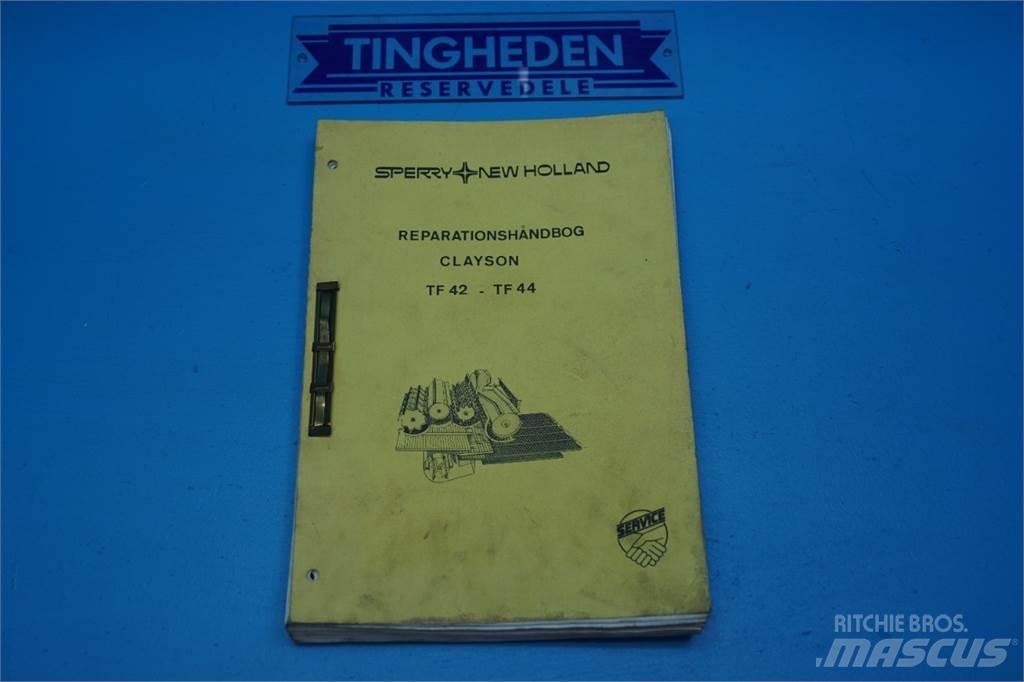 TINGHEDEN
RESERVEDELE
SPERRY NEW HOLLAND
REPARATIONSHÅNDBOG
CLAYSON
TF 42 - TF 44
SERVICE
RITCHIE BROS.
MASCUS